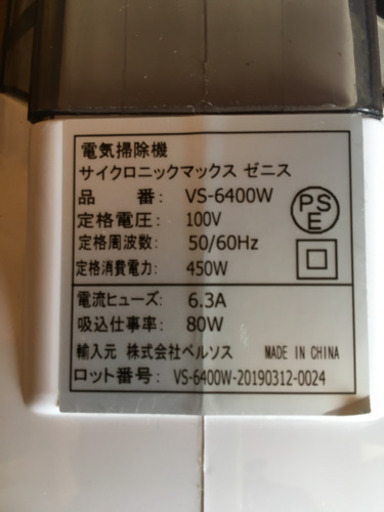 電気掃除機
サイクロニックマックス ゼニス
品　　番: VS-6400W
定格電圧: 100V
定格周波数: 50/60Hz
定格消費電力: 450W
PS
E
電流ヒューズ: 6.3A
吸込仕事率: 80W
輸入元 株式会社ベルソス MADE IN CHINA
ロット番号: VS-6400W-20190312-0024